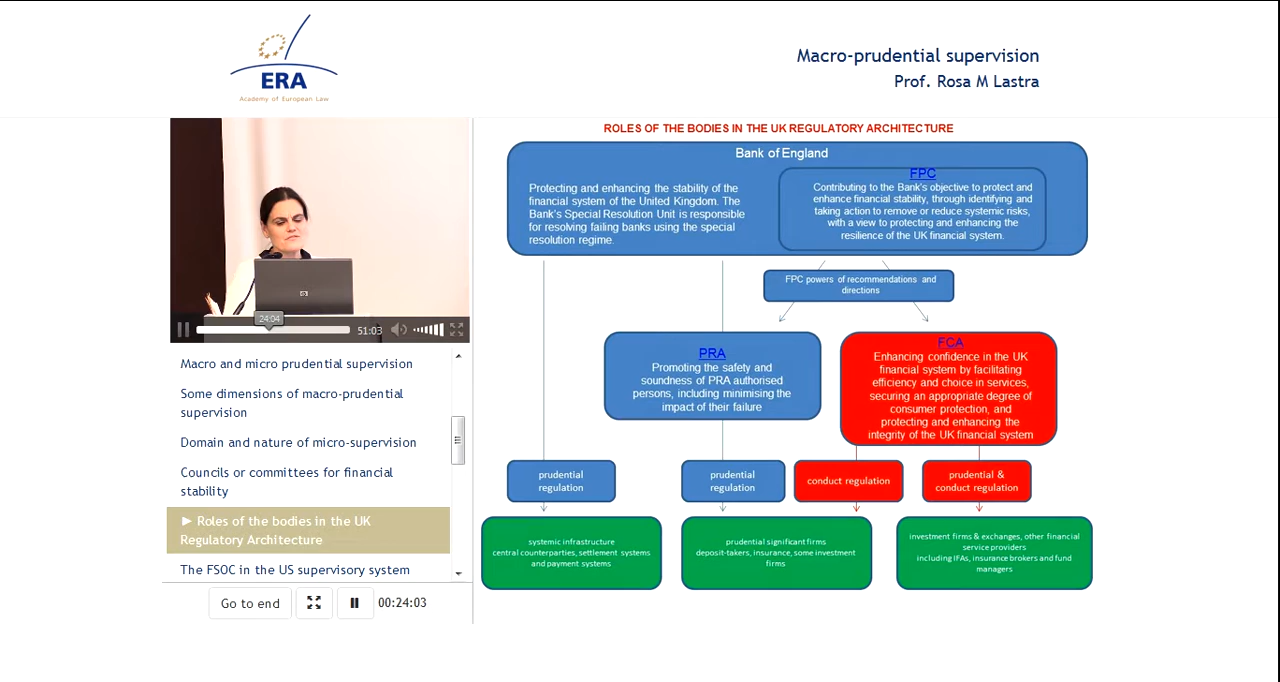 ERA
Academy of European Law
Macro-prudential supervision
Prof. Rosa M Lastra
24:04
51:03
Macro and micro prudential supervision
Some dimensions of macro-prudential
supervision
Domain and nature of micro-supervision
Councils or committees for financial
stability
► Roles of the bodies in the UK
Regulatory Architecture
The FSOC in the US supervisory system
Go to end
00:24:03
ROLES OF THE BODIES IN THE UK REGULATORY ARCHITECTURE
Bank of England
Protecting and enhancing the stability of the
financial system of the United Kingdom. The
Bank's Special Resolution Unit is responsible
for resolving failing banks using the special
resolution regime.
FPC
Contributing to the Bank's objective to protect and
enhance financial stability, through identifying and
taking action to remove or reduce systemic risks,
with a view to protecting and enhancing the
resilience of the UK financial system.
FPC powers of recommendations and
directions
PRA
Promoting the safety and
soundness of PRA authorised
persons, including minimising the
impact of their failure
FCA
Enhancing confidence in the UK
financial system by facilitating
efficiency and choice in services,
securing an appropriate degree of
consumer protection, and
protecting and enhancing the
integrity of the UK financial system
prudential
regulation
prudential
regulation
conduct regulation
prudential &
conduct regulation
systemic infrastructure
central counterparties, settlement systems
and payment systems
prudential significant firms
deposit-takers, insurance, some investment
firms
investment firms & exchanges, other financial
service providers
including IFAs, insurance brokers and fund
managers